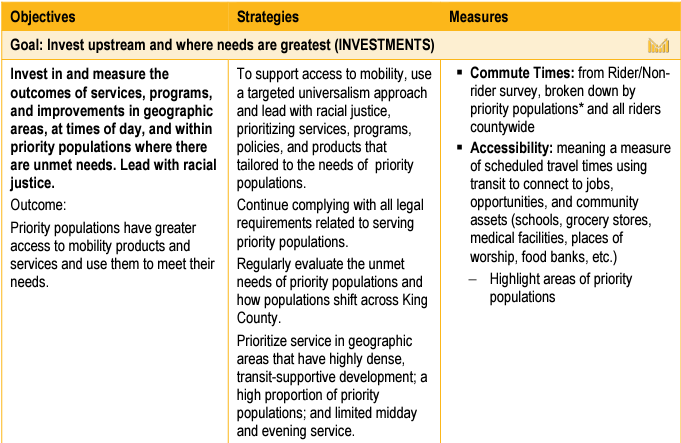 Objectives
Strategies
Measures
Goal: Invest upstream and where needs are greatest (INVESTMENTS)
Invest in and measure the
outcomes of services, programs,
and improvements in geographic
areas, at times of day, and within
priority populations where there
are unmet needs. Lead with racial
justice.
Outcome:
Priority populations have greater
access to mobility products and
services and use them to meet their
needs.
To support access to mobility, use
a targeted universalism approach
and lead with racial justice,
prioritizing services, programs,
policies, and products that
tailored to the needs of  priority
populations.
Continue complying with all legal
requirements related to serving
priority populations.
Regularly evaluate the unmet
needs of priority populations and
how populations shift across King
County.
Prioritize service in geographic
areas that have highly dense,
transit-supportive development; a
high proportion of priority
populations; and limited midday
and evening service.
▪ Commute Times: from Rider/Non-
rider survey, broken down by
priority populations* and all riders
countywide
▪ Accessibility: meaning a measure
of scheduled travel times using
transit to connect to jobs,
opportunities, and community
assets (schools, grocery stores,
medical facilities, places of
worship, food banks, etc.)
– Highlight areas of priority
populations